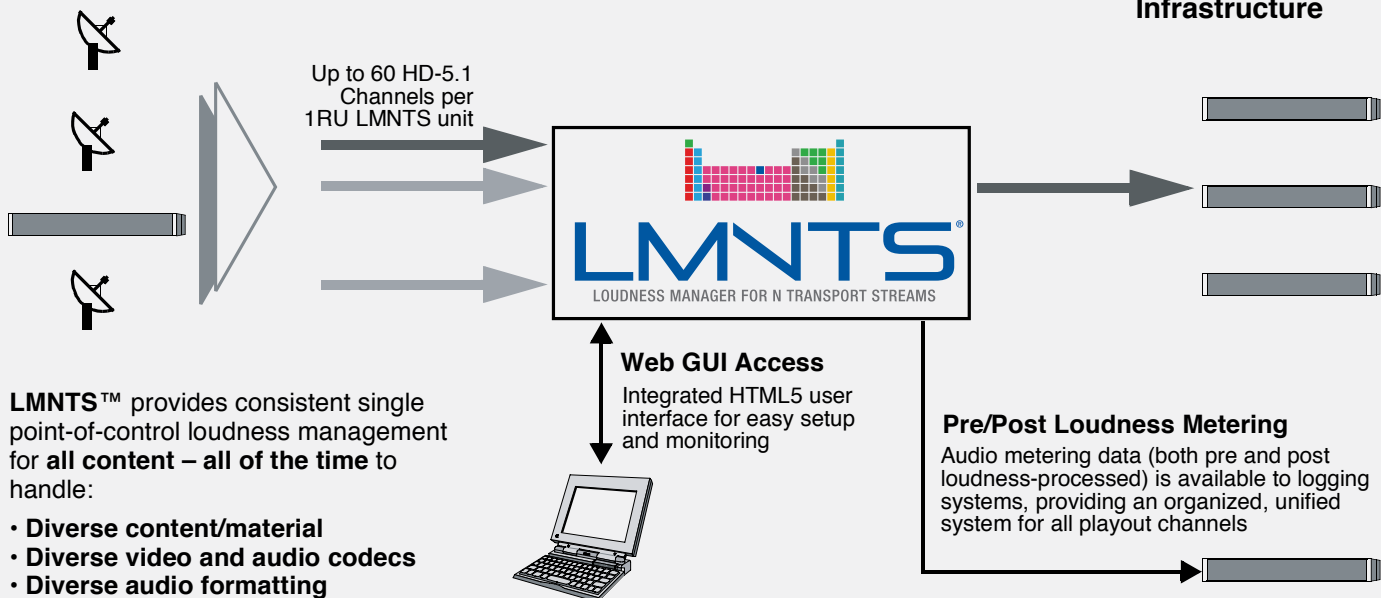 Infrastructure
Up to 60 HD-5.1
Channels per
1RU LMNTS unit
LMNTS®
LOUDNESS MANAGER FOR N TRANSPORT STREAMS
Web GUI Access
Integrated HTML5 user
interface for easy setup
and monitoring
LMNTS™ provides consistent single
point-of-control loudness management
for all content – all of the time to
handle:
• Diverse content/material
• Diverse video and audio codecs
• Diverse audio formatting
Pre/Post Loudness Metering
Audio metering data (both pre and post
loudness-processed) is available to logging
systems, providing an organized, unified
system for all playout channels